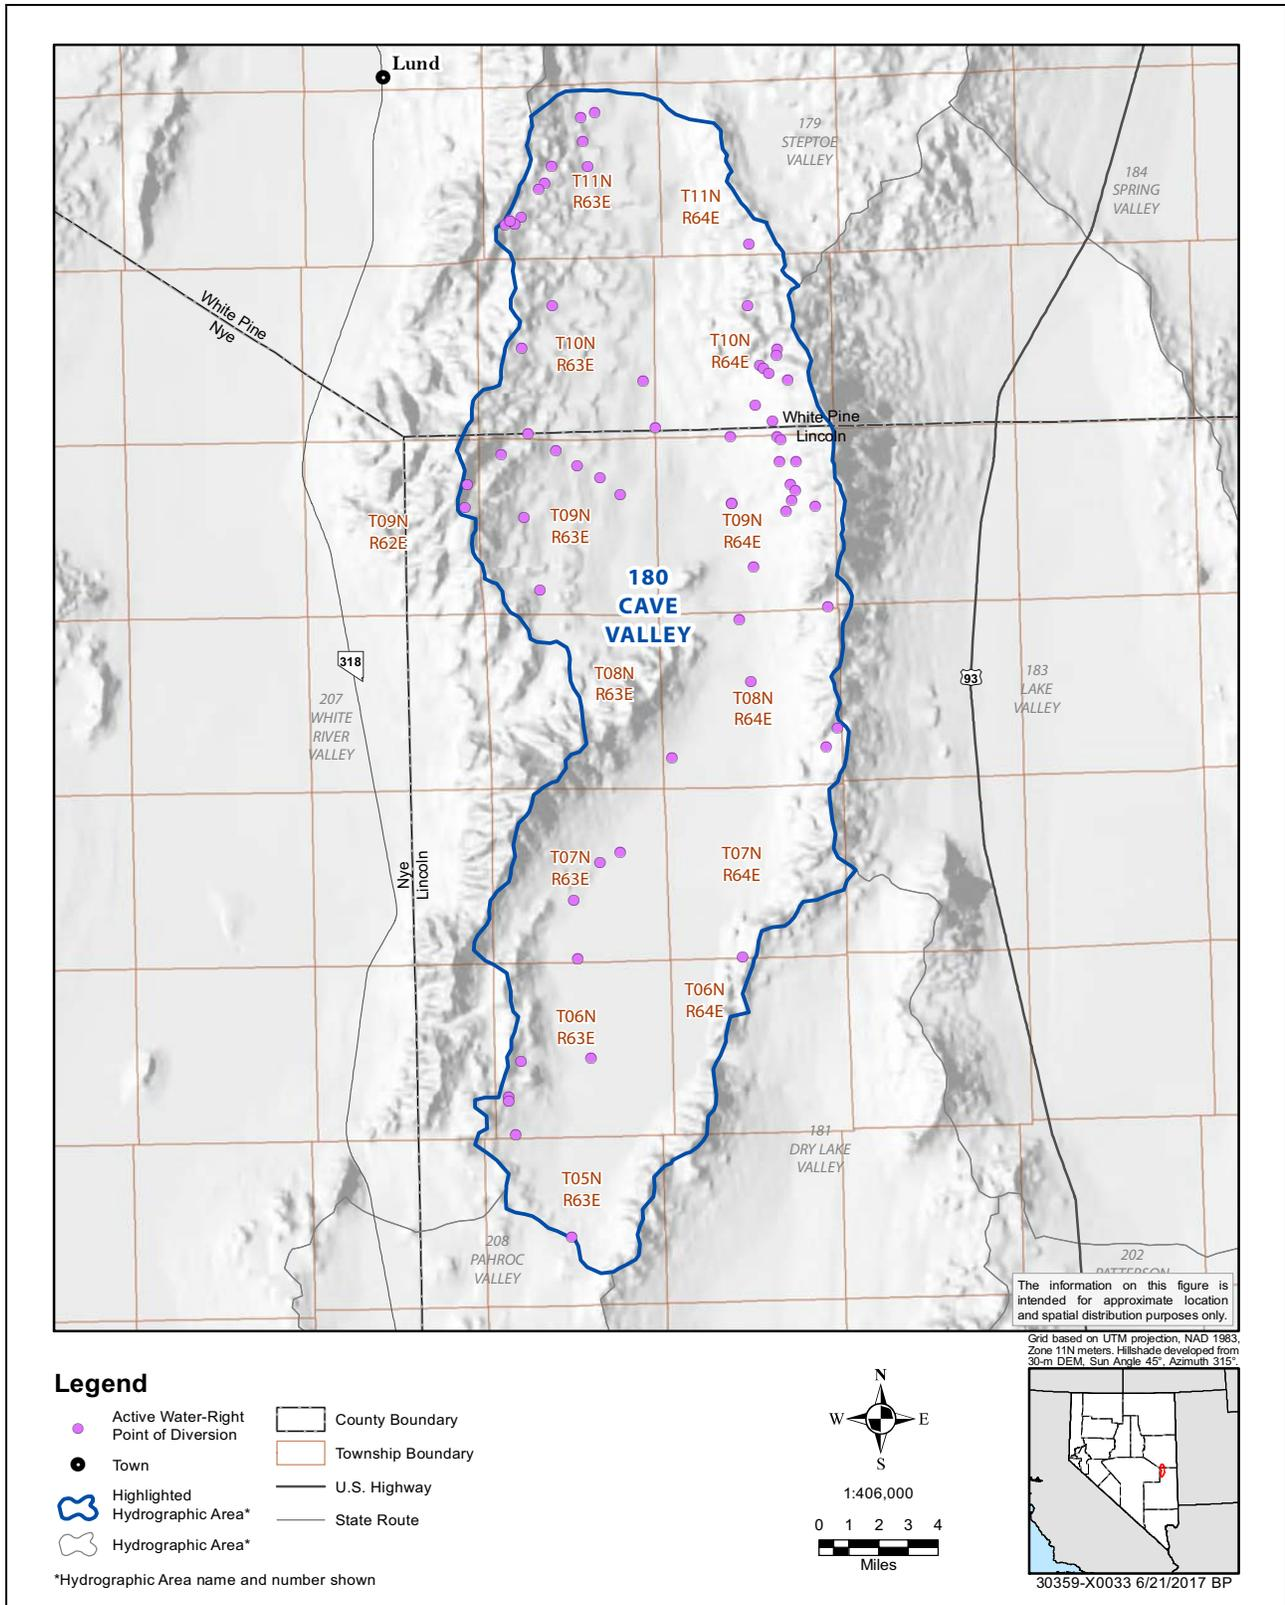 Lund
179
STEPTOE
VALLEY
184
SPRING
VALLEY
T11N
R63E
T11N
R64E
White Pine
Nye
T10N
R63E
T10N
R64E
White Pine
Lincoln
T09N
R62E
T09N
R63E
T09N
R64E
180
CAVE
VALLEY
318
T08N
R63E
T08N
R64E
93
183
LAKE
VALLEY
207
WHITE
RIVER
VALLEY
Nye
Lincoln
T07N
R63E
T07N
R64E
T06N
R64E
T06N
R63E
181
DRY LAKE
VALLEY
T05N
R63E
208
PAHROC
VALLEY
202
PATTERSON
The information on this figure is
intended for approximate location
and spatial distribution purposes only.
Grid based on UTM projection, NAD 1983,
Zone 11N meters. Hillshade developed from
30-m DEM, Sun Angle 45°, Azimuth 315°.
Legend
Active Water-Right
Point of Diversion
Town
Highlighted
Hydrographic Area*
Hydrographic Area*
*Hydrographic Area name and number shown
County Boundary
Township Boundary
U.S. Highway
State Route
N
W E
S
1:406,000
0 1 2 3 4
Miles
30359-X0033 6/21/2017 BP